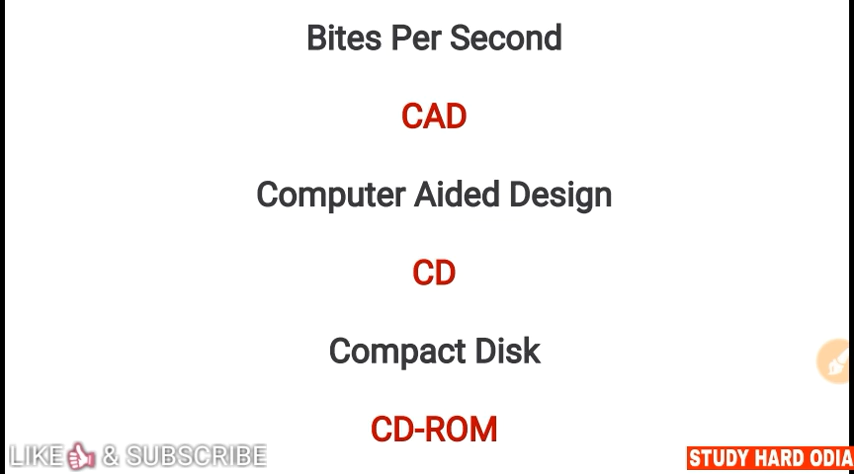 Bites Per Second
CAD
Computer Aided Design
CD
Compact Disk
CD-ROM
LIKE & SUBSCRIBE
STUDY HARD ODIA